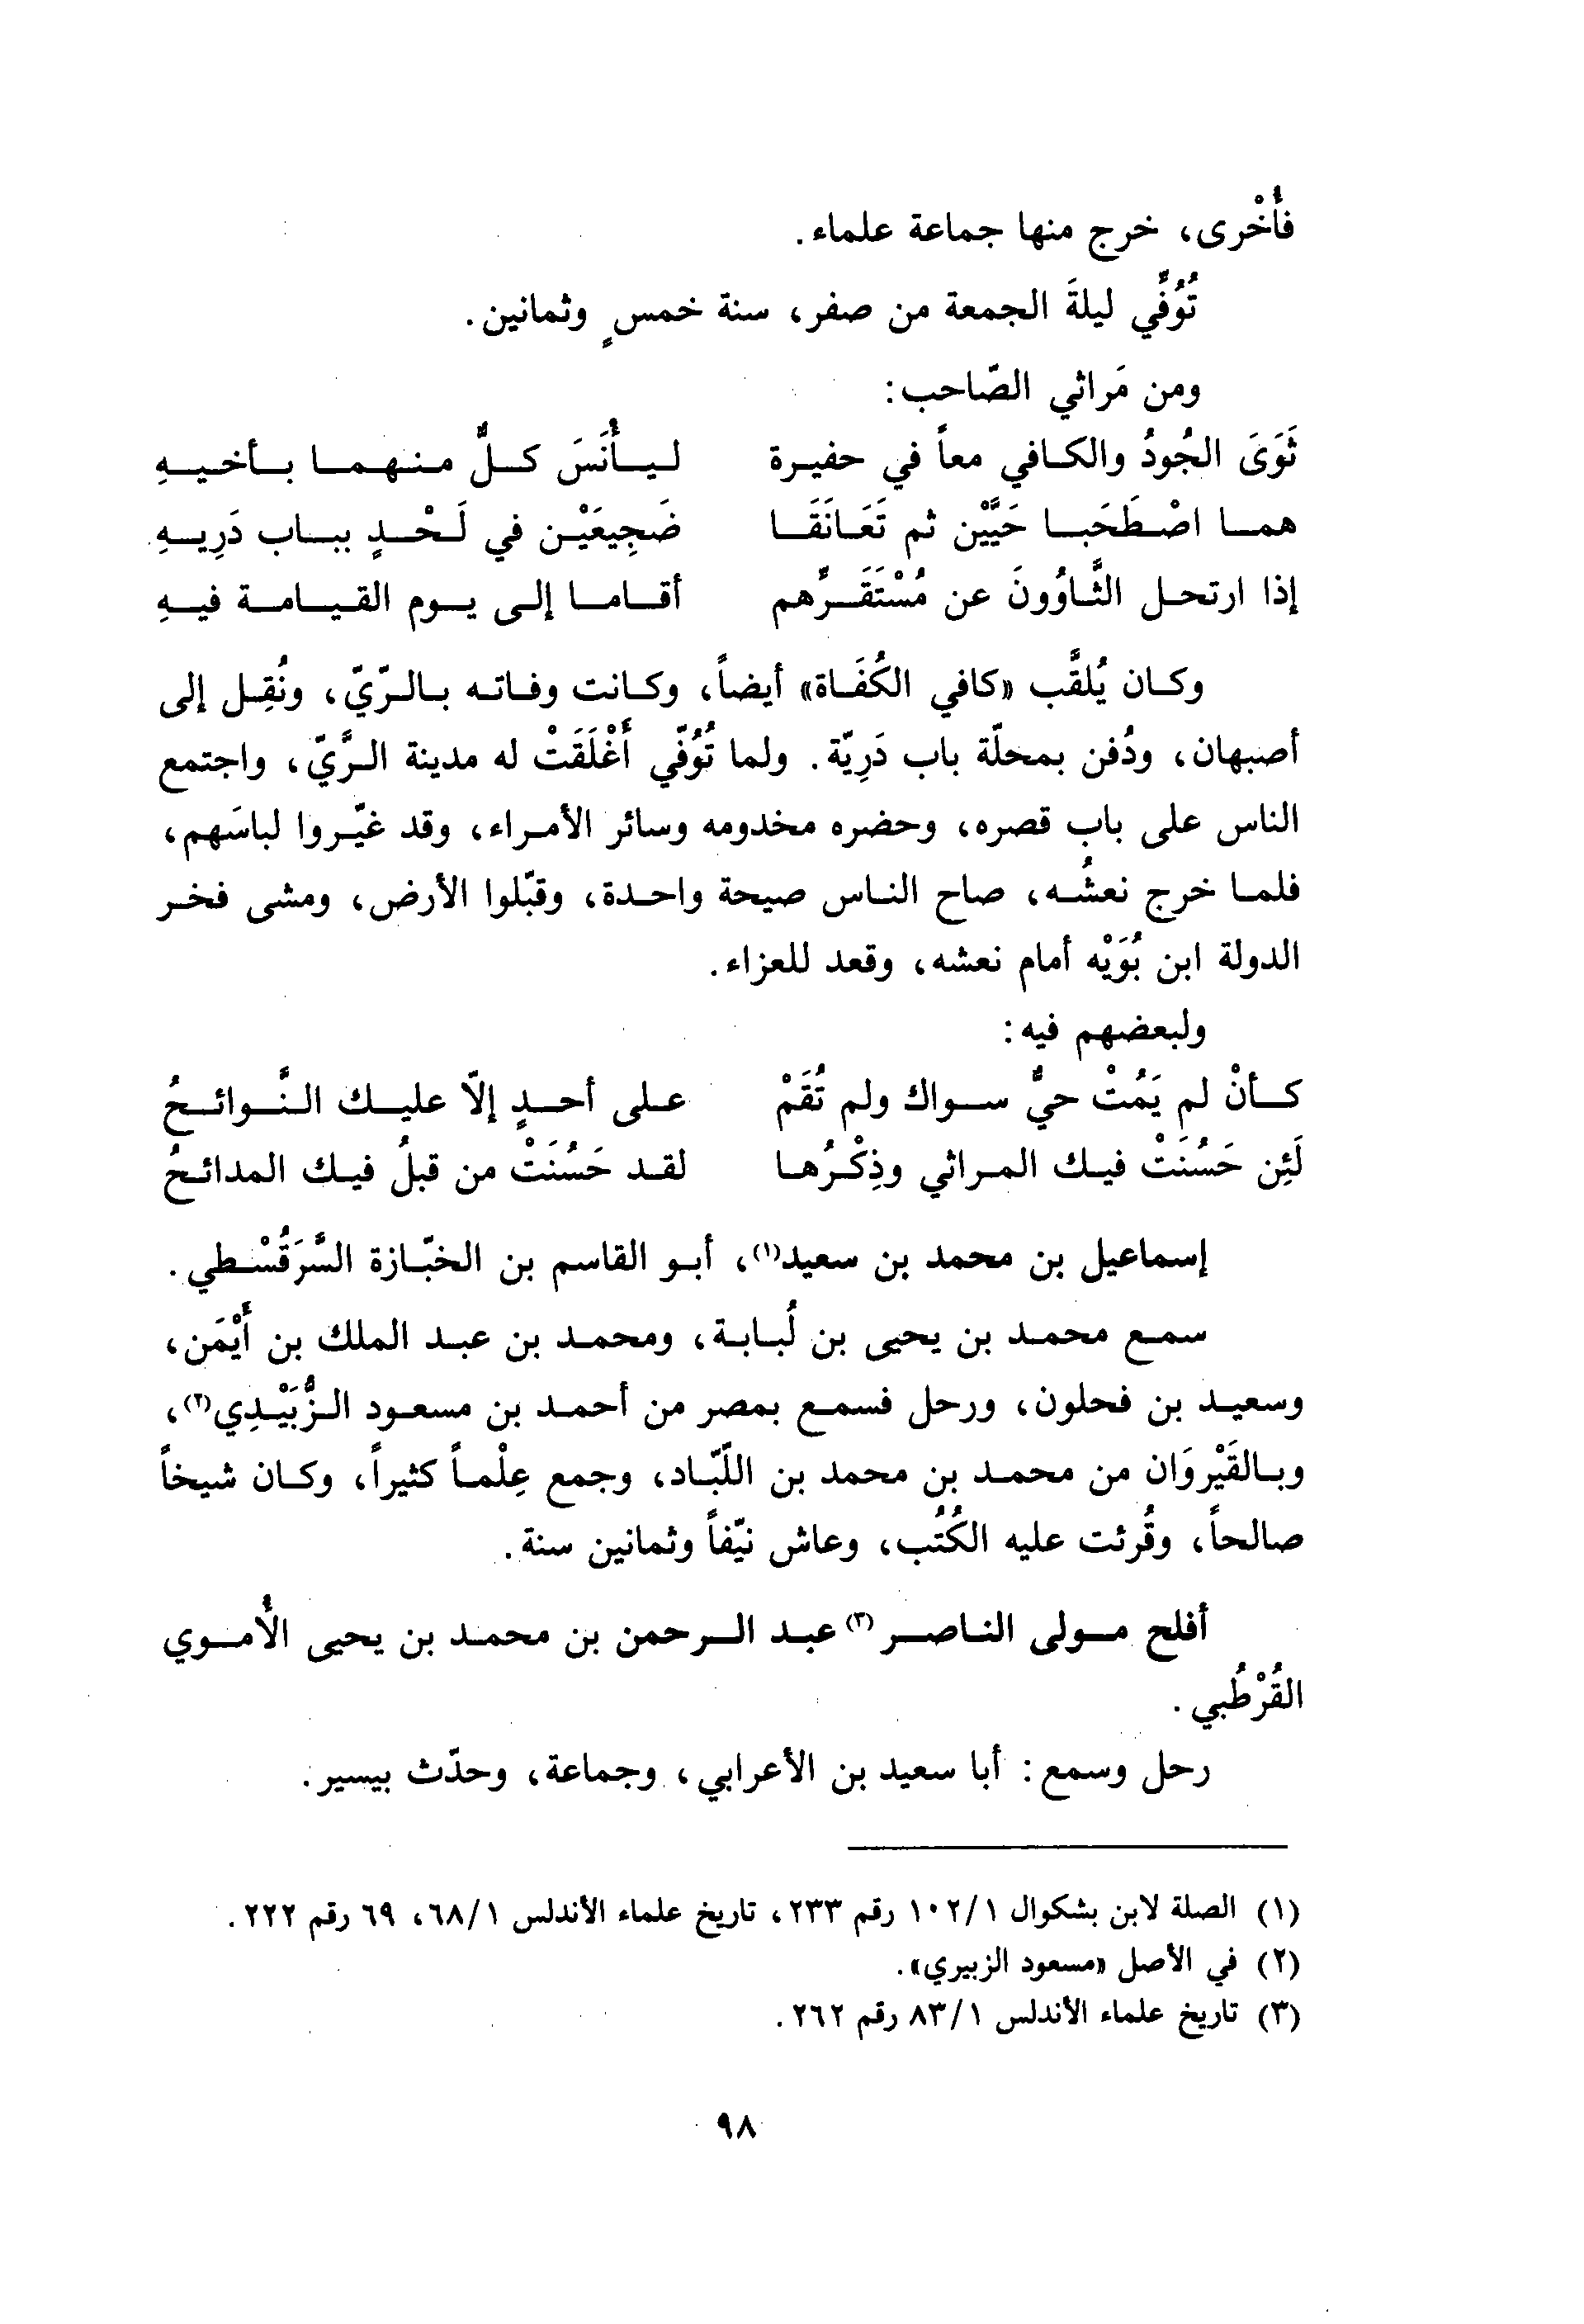 فأُخْرى، خرج منها جماعة علماء.
تُوُفِّي ليلةَ الجمعة من صفر، سنة خمسٍ وثمانين.
ومن مَراثي الصّاحب:
ثَوَىَ الجُودُ والكافي معاً في حفيرة ليأْنَسَ كلٌّ منهما بأخيهِ
هما اصْطَحَبا حَيَّيْن ثم تَعَانَقَا ضَجِيعَيْن في لَحْدٍ بباب دَرِيهِ
إذا ارتحل الثَّاوُونَ عن مُسْتَقَرِّهم أقاما إلى يوم القيامة فيهِ
وكان يُلقَّب «كافي الكُفَاة» أيضاً، وكانت وفاته بالرّيّ، ونُقِل إلى
أصبهان، ودُفن بمحلّة باب دَرِيّة. ولما تُوُفّي أَغْلَقَتْ له مدينة الرَّيّ، واجتمع
الناس على باب قصره، وحضره مخدومه وسائر الأمراء، وقد غيّروا لباسَهم،
فلما خرج نعشُه، صاح الناس صيحة واحدة، وقبّلوا الأرض، ومشى فخر
الدولة ابن بُوَيْه أمام نعشه، وقعد للعزاء.
ولبعضهم فيه:
كأنْ لم يَمُتْ حيٌّ سواك ولم تُقَمْ على أحدٍ إلّا عليك النَّوائحُ
لَئِن حَسُنَتْ فيك المراثي وذِكْرُها لقد حَسُنَتْ من قبلُ فيك المدائحُ
إسماعيل بن محمد بن سعيد(١)، أبو القاسم بن الخبّازة السَّرَقُسْطي.
سمع محمد بن يحيى بن لُبابة، ومحمد بن عبد الملك بن أَيْمَن،
وسعيد بن فحلون، ورحل فسمع بمصر من أحمد بن مسعود الزُّبَيْدِي(٢)،
وبالقَيْروَان من محمد بن محمد بن اللّبّاد، وجمع عِلْماً كثيراً، وكان شيخاً
صالحاً، وقُرئت عليه الكُتُب، وعاش نيّفاً وثمانين سنة.
أفلح مولى الناصر(٣) عبد الرحمن بن محمد بن يحيى الأُموي
القُرْطُبي.
رحل وسمع: أبا سعيد بن الأعرابي، وجماعة، وحدّث بيسير.
(١) الصلة لابن بشكوال ١٠٢/١ رقم ٢٣٣، تاريخ علماء الأندلس ٦٨/١، ٦٩ رقم ٢٢٢.
(٢) في الأصل «مسعود الزبيري».
(٣) تاريخ علماء الأندلس ٨٣/١ رقم ٢٦٢.
٩٨